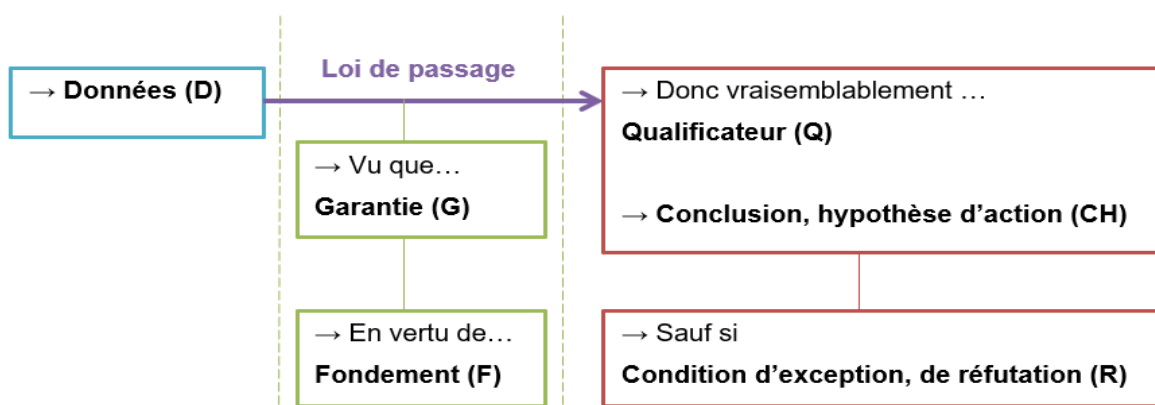 Loi de passage
→ Données (D)
→ Donc vraisemblablement …
Qualificateur (Q)
→ Vu que…
Garantie (G)
→ Conclusion, hypothèse d’action (CH)
→ En vertu de…
Fondement (F)
→ Sauf si
Condition d’exception, de réfutation (R)